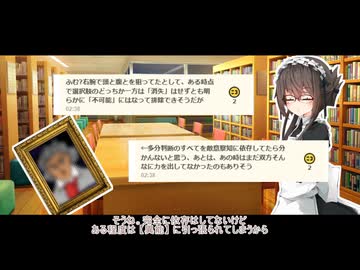 ふむ?右腕で頭と腹とを狙ってたとして、ある時点
で選択肢のどっちか一方は「消失」はせずとも明
らかに「不可能」にはなって排除できそうだが
02:58
2
←多分判断のすべてを敵意察知に依存してたら分
かんないと思う、あとは、あの時はまだ双方そん
なに力を出してなかったのもありそう
02:28
2
そうね。完全に依存はしてないけど
ある程度は【異能】に引っ張られてしまうから